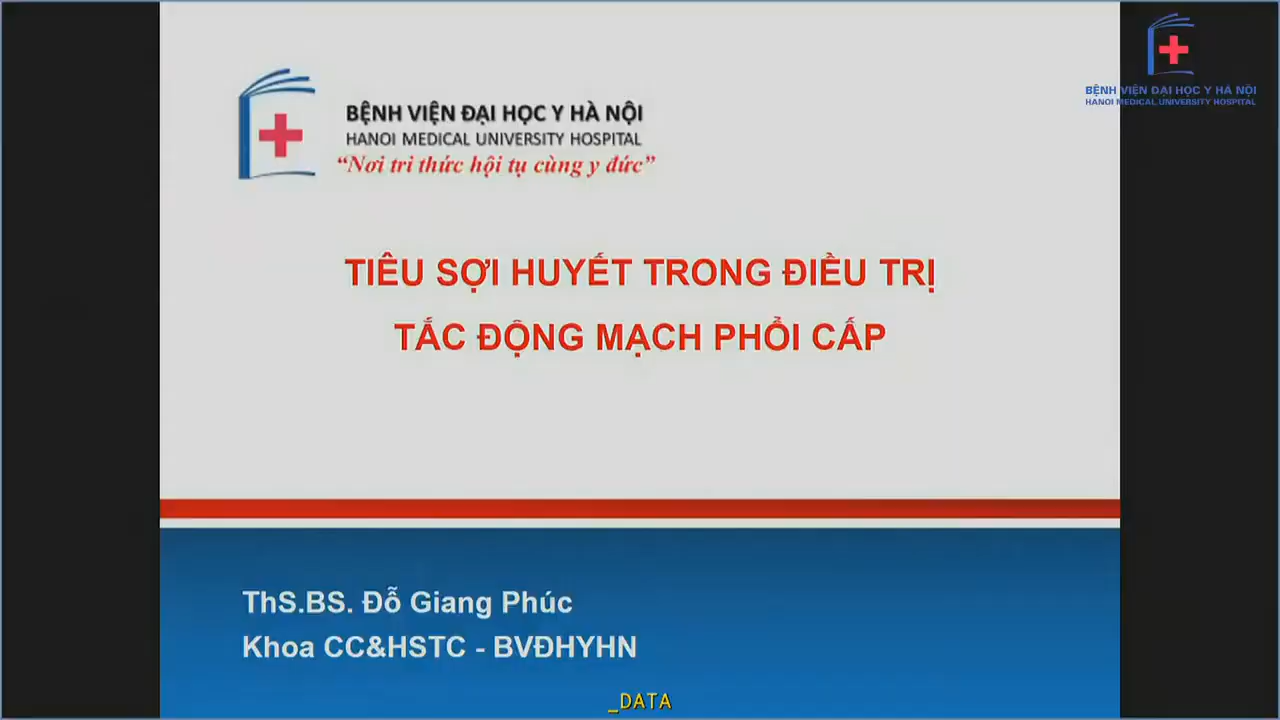 BỆNH VIỆN ĐẠI HỌC Y HÀ NỘI
HANOI MEDICAL UNIVERSITY HOSPITAL
BỆNH VIỆN ĐẠI HỌC Y HÀ NỘI
HANOI MEDICAL UNIVERSITY HOSPITAL
“Nơi tri thức hội tụ cùng y đức”
TIÊU SỢI HUYẾT TRONG ĐIỀU TRỊ
TẮC ĐỘNG MẠCH PHỔI CẤP
ThS.BS. Đỗ Giang Phúc
Khoa CC&HSTC - BVĐHYHN
_DATA